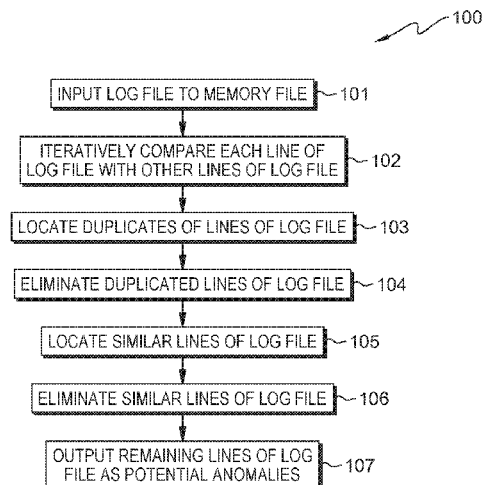 100
INPUT LOG FILE TO MEMORY FILE
101
ITERATIVELY COMPARE EACH LINE OF
LOG FILE WITH OTHER LINES OF LOG FILE
102
LOCATE DUPLICATES OF LINES OF LOG FILE
103
ELIMINATE DUPLICATED LINES OF LOG FILE
104
LOCATE SIMILAR LINES OF LOG FILE
105
ELIMINATE SIMILAR LINES OF LOG FILE
106
OUTPUT REMAINING LINES OF LOG
FILE AS POTENTIAL ANOMALIES
107